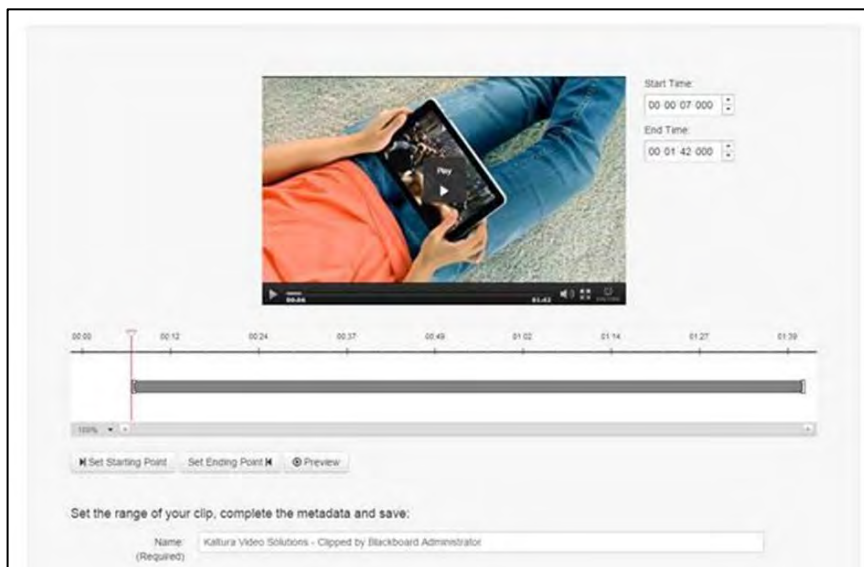 Start Time:
00 00 07 000
End Time:
00 01 42 000
Play
00:06
01:42
00:00 00:12 00:24 00:37 00:49 01:02 01:14 01:27 01:39
100%
Set Starting Point Set Ending Point Preview
Set the range of your clip, complete the metadata and save:
Name: Kaltura Video Solutions - Clipped by Blackboard Administrator
(Required)